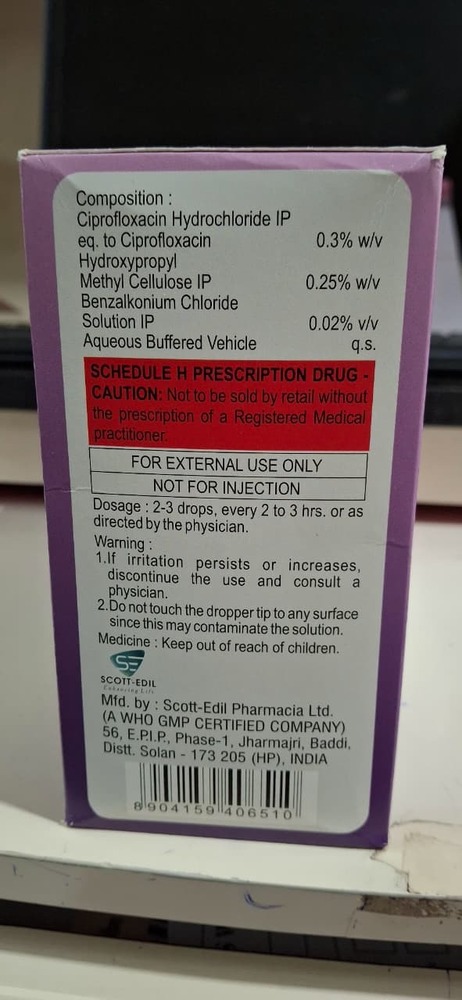 Composition :
Ciprofloxacin Hydrochloride IP
eq. to Ciprofloxacin 0.3% w/v
Hydroxypropyl
Methyl Cellulose IP 0.25% w/v
Benzalkonium Chloride
Solution IP 0.02% v/v
Aqueous Buffered Vehicle q.s.
SCHEDULE H PRESCRIPTION DRUG -
CAUTION: Not to be sold by retail without
the prescription of a Registered Medical
practitioner.
FOR EXTERNAL USE ONLY
NOT FOR INJECTION
Dosage : 2-3 drops, every 2 to 3 hrs. or as
directed by the physician.
Warning :
1.If irritation persists or increases,
discontinue the use and consult a
physician.
2.Do not touch the dropper tip to any surface
since this may contaminate the solution.
Medicine : Keep out of reach of children.
SE
SCOTT-EDIL
Enhancing Life
Mfd. by : Scott-Edil Pharmacia Ltd.
(A WHO GMP CERTIFIED COMPANY)
56, E.P.I.P., Phase-1, Jharmajri, Baddi,
Distt. Solan - 173 205 (HP), INDIA
8 904159 406510